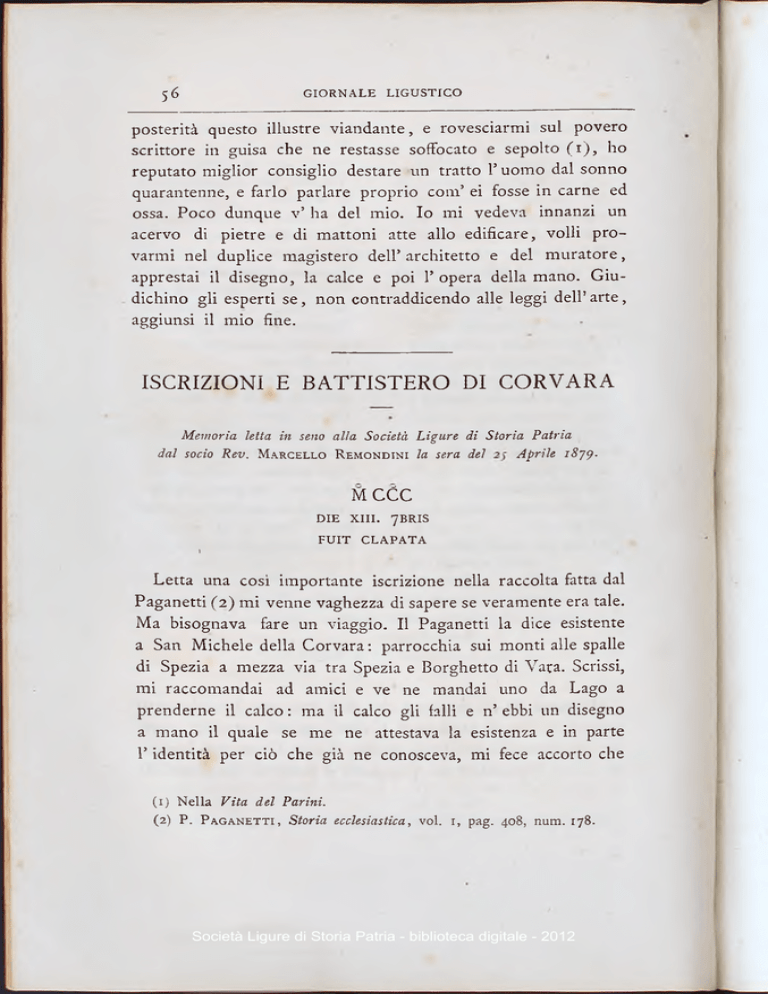 56 GIORNALE LIGUSTICO
posterità questo illustre viandante, e rovesciarmi sul povero
scrittore in guisa che ne restasse soffocato e sepolto (1), ho
reputato miglior consiglio destare un tratto l' uomo dal sonno
quarantenne, e farlo parlare proprio com' ei fosse in carne ed
ossa. Poco dunque v' ha del mio. Io mi vedeva innanzi un
acervo di pietre e di mattoni atte allo edificare, volli pro-
varmi nel duplice magistero dell' architetto e del muratore,
apprestai il disegno, la calce e poi l' opera della mano. Giu-
dichino gli esperti se, non contraddicendo alle leggi dell' arte,
aggiunsi il mio fine.
ISCRIZIONI E BATTISTERO DI CORVARA
Memoria letta in seno alla Società Ligure di Storia Patria
dal socio Rev. MARCELLO REMONDINI la sera del 25 Aprile 1879.
M̊ CC̊C
DIE XIII. 7BRIS
FUIT CLAPATA
Letta una così importante iscrizione nella raccolta fatta dal
Paganetti (2) mi venne vaghezza di sapere se veramente era tale.
Ma bisognava fare un viaggio. Il Paganetti la dice esistente
a San Michele della Corvara: parrocchia sui monti alle spalle
di Spezia a mezza via tra Spezia e Borghetto di Vara. Scrissi,
mi raccomandai ad amici e ve ne mandai uno da Lago a
prenderne il calco: ma il calco gli fallì e n' ebbi un disegno
a mano il quale se me ne attestava la esistenza e in parte
l' identità per ciò che già ne conosceva, mi fece accorto che
(1) Nella Vita del Parini.
(2) P. PAGANETTI, Storia ecclesiastica, vol. 1, pag. 408, num. 178.
Società Ligure di Storia Patria - biblioteca digitale - 2012